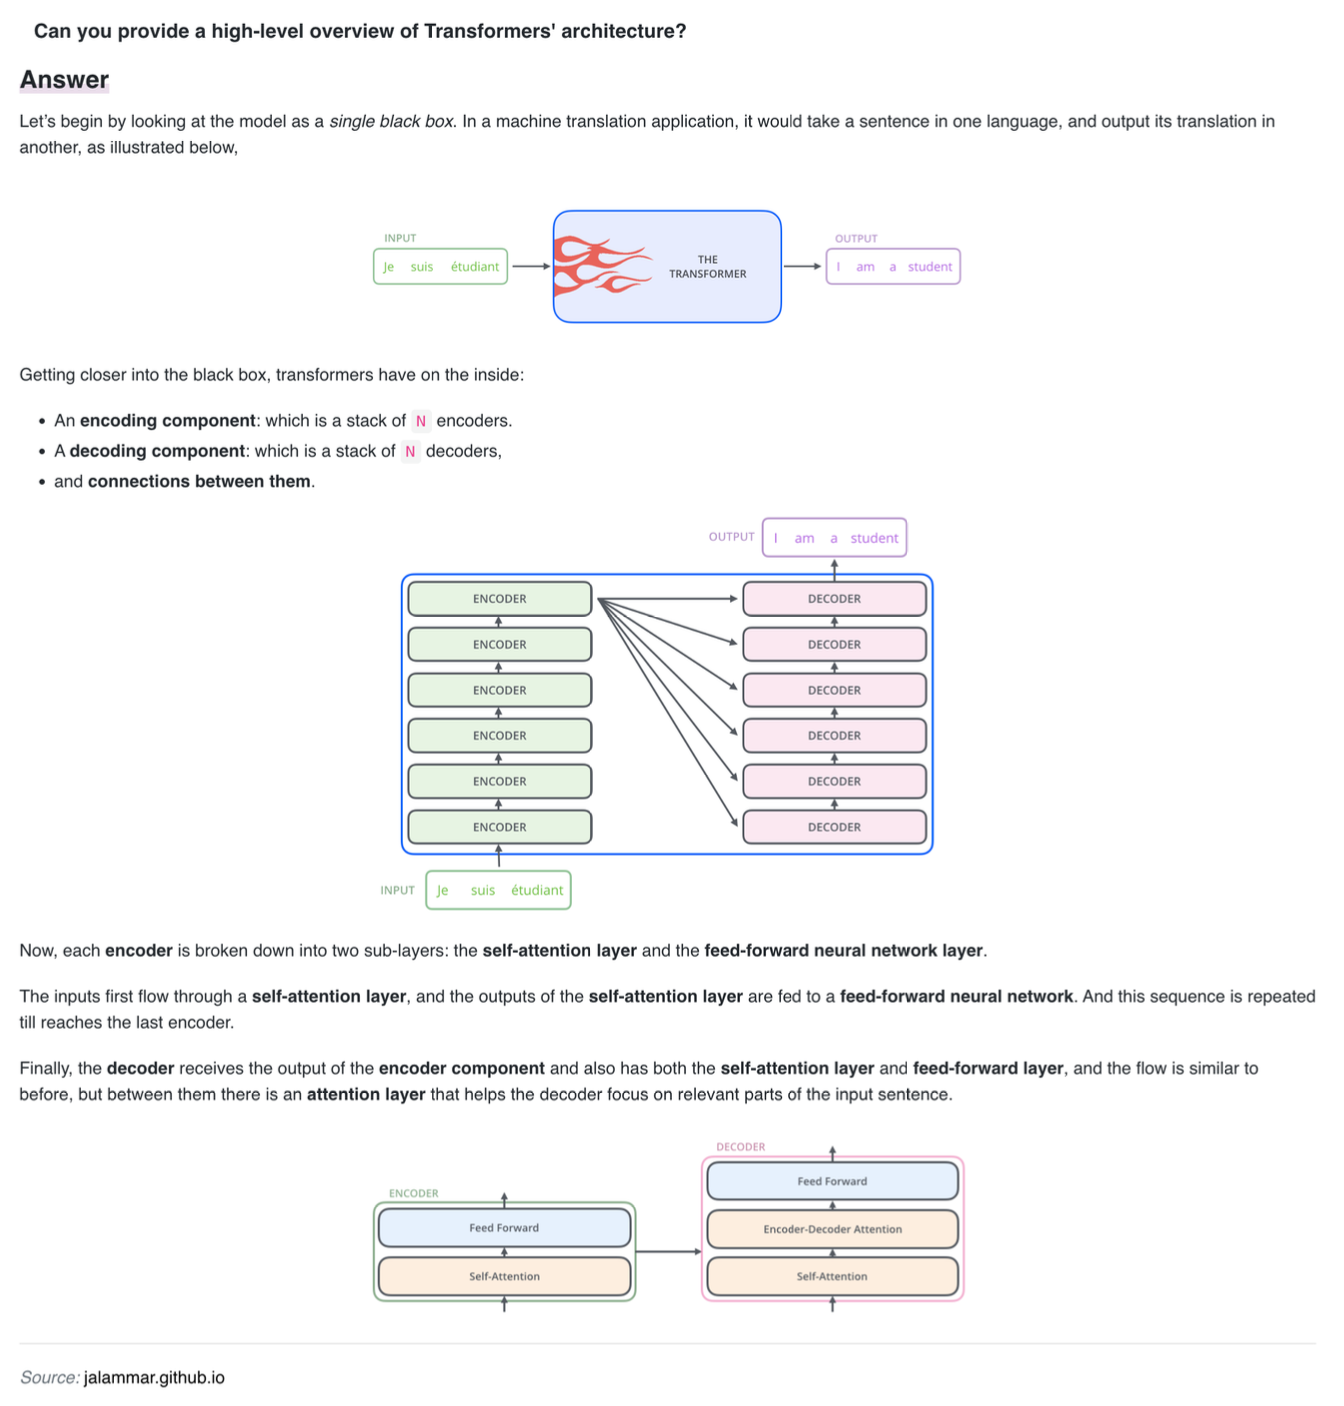 Can you provide a high-level overview of Transformers' architecture?
Answer
Let's begin by looking at the model as a single black box. In a machine translation application, it would take a sentence in one language, and output its translation in
another, as illustrated below,
INPUT
Je suis étudiant
THE
TRANSFORMER
OUTPUT
I am a student
Getting closer into the black box, transformers have on the inside:
• An encoding component: which is a stack of N encoders.
• A decoding component: which is a stack of N decoders,
• and connections between them.
OUTPUT I am a student
ENCODER DECODER
ENCODER DECODER
ENCODER DECODER
ENCODER DECODER
ENCODER DECODER
ENCODER DECODER
INPUT Je suis étudiant
Now, each encoder is broken down into two sub-layers: the self-attention layer and the feed-forward neural network layer.
The inputs first flow through a self-attention layer, and the outputs of the self-attention layer are fed to a feed-forward neural network. And this sequence is repeated
till reaches the last encoder.
Finally, the decoder receives the output of the encoder component and also has both the self-attention layer and feed-forward layer, and the flow is similar to
before, but between them there is an attention layer that helps the decoder focus on relevant parts of the input sentence.
ENCODER
Feed Forward
Self-Attention
DECODER
Feed Forward
Encoder-Decoder Attention
Self-Attention
Source: jalammar.github.io